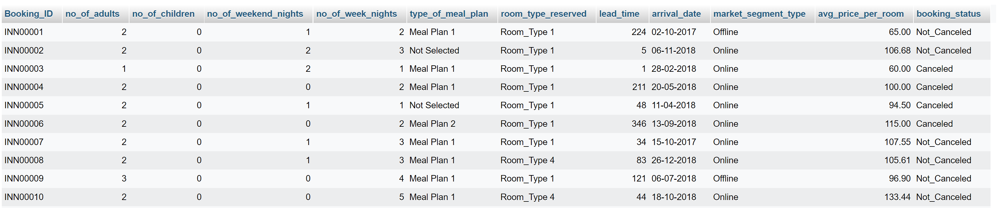 Booking_ID no_of_adults no_of_children no_of_weekend_nights no_of_week_nights type_of_meal_plan room_type_reserved lead_time arrival_date market_segment_type avg_price_per_room booking_status
INN00001 2 0 1 2 Meal Plan 1 Room_Type 1 224 02-10-2017 Offline 65.00 Not_Canceled
INN00002 2 0 2 3 Not Selected Room_Type 1 5 06-11-2018 Online 106.68 Not_Canceled
INN00003 1 0 2 1 Meal Plan 1 Room_Type 1 1 28-02-2018 Online 60.00 Canceled
INN00004 2 0 0 2 Meal Plan 1 Room_Type 1 211 20-05-2018 Online 100.00 Canceled
INN00005 2 0 1 1 Not Selected Room_Type 1 48 11-04-2018 Online 94.50 Canceled
INN00006 2 0 0 2 Meal Plan 2 Room_Type 1 346 13-09-2018 Online 115.00 Canceled
INN00007 2 0 1 3 Meal Plan 1 Room_Type 1 34 15-10-2017 Online 107.55 Not_Canceled
INN00008 2 0 1 3 Meal Plan 1 Room_Type 4 83 26-12-2018 Online 105.61 Not_Canceled
INN00009 3 0 0 4 Meal Plan 1 Room_Type 1 121 06-07-2018 Offline 96.90 Not_Canceled
INN00010 2 0 0 5 Meal Plan 1 Room_Type 4 44 18-10-2018 Online 133.44 Not_Canceled